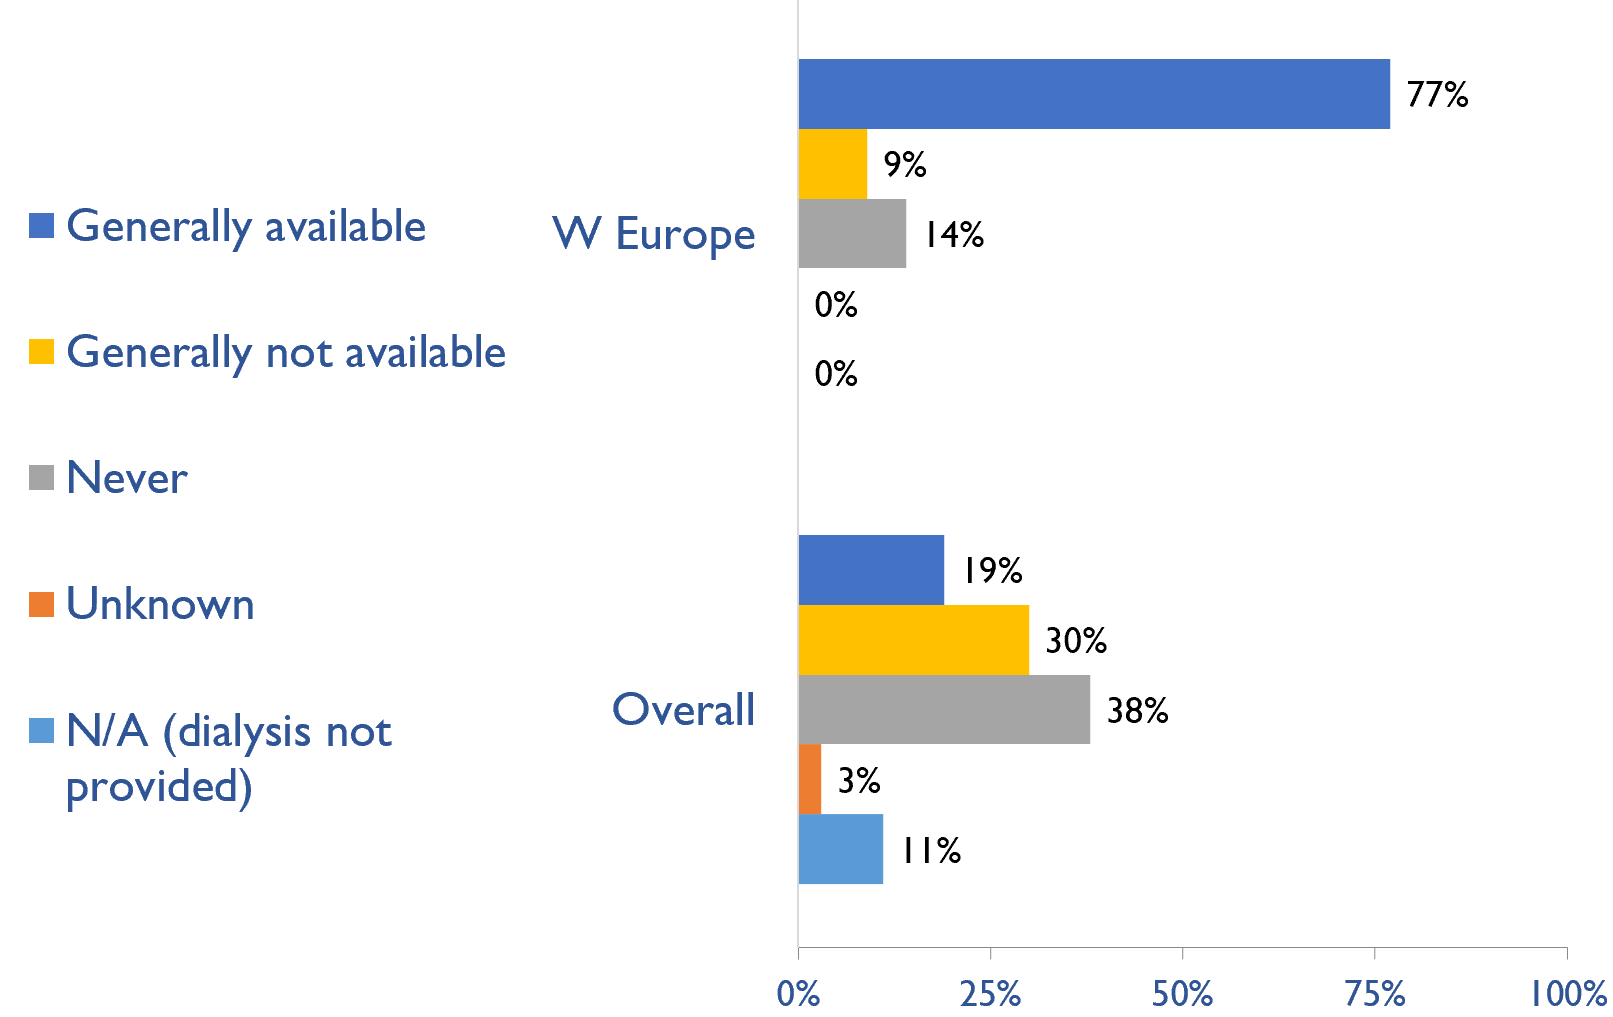 Generally available
Generally not available
Never
Unknown
N/A (dialysis not
provided)
W Europe
77%
9%
14%
0%
0%
Overall
19%
30%
38%
3%
11%
0% 25% 50% 75% 100%